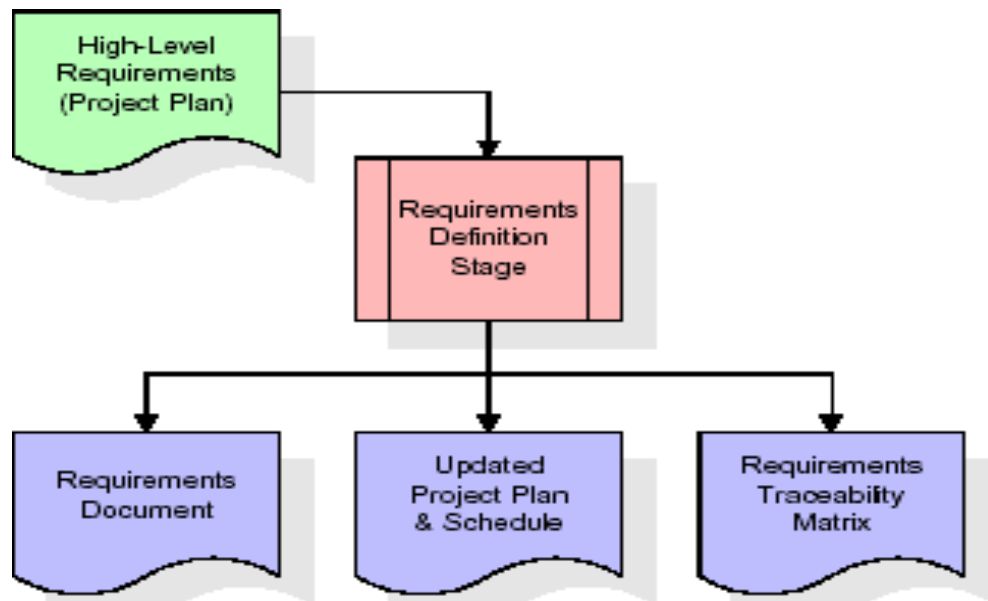 High-Level
Requirements
(Project Plan)
Requirements
Definition
Stage
Requirements
Document
Updated
Project Plan
& Schedule
Requirements
Traceability
Matrix